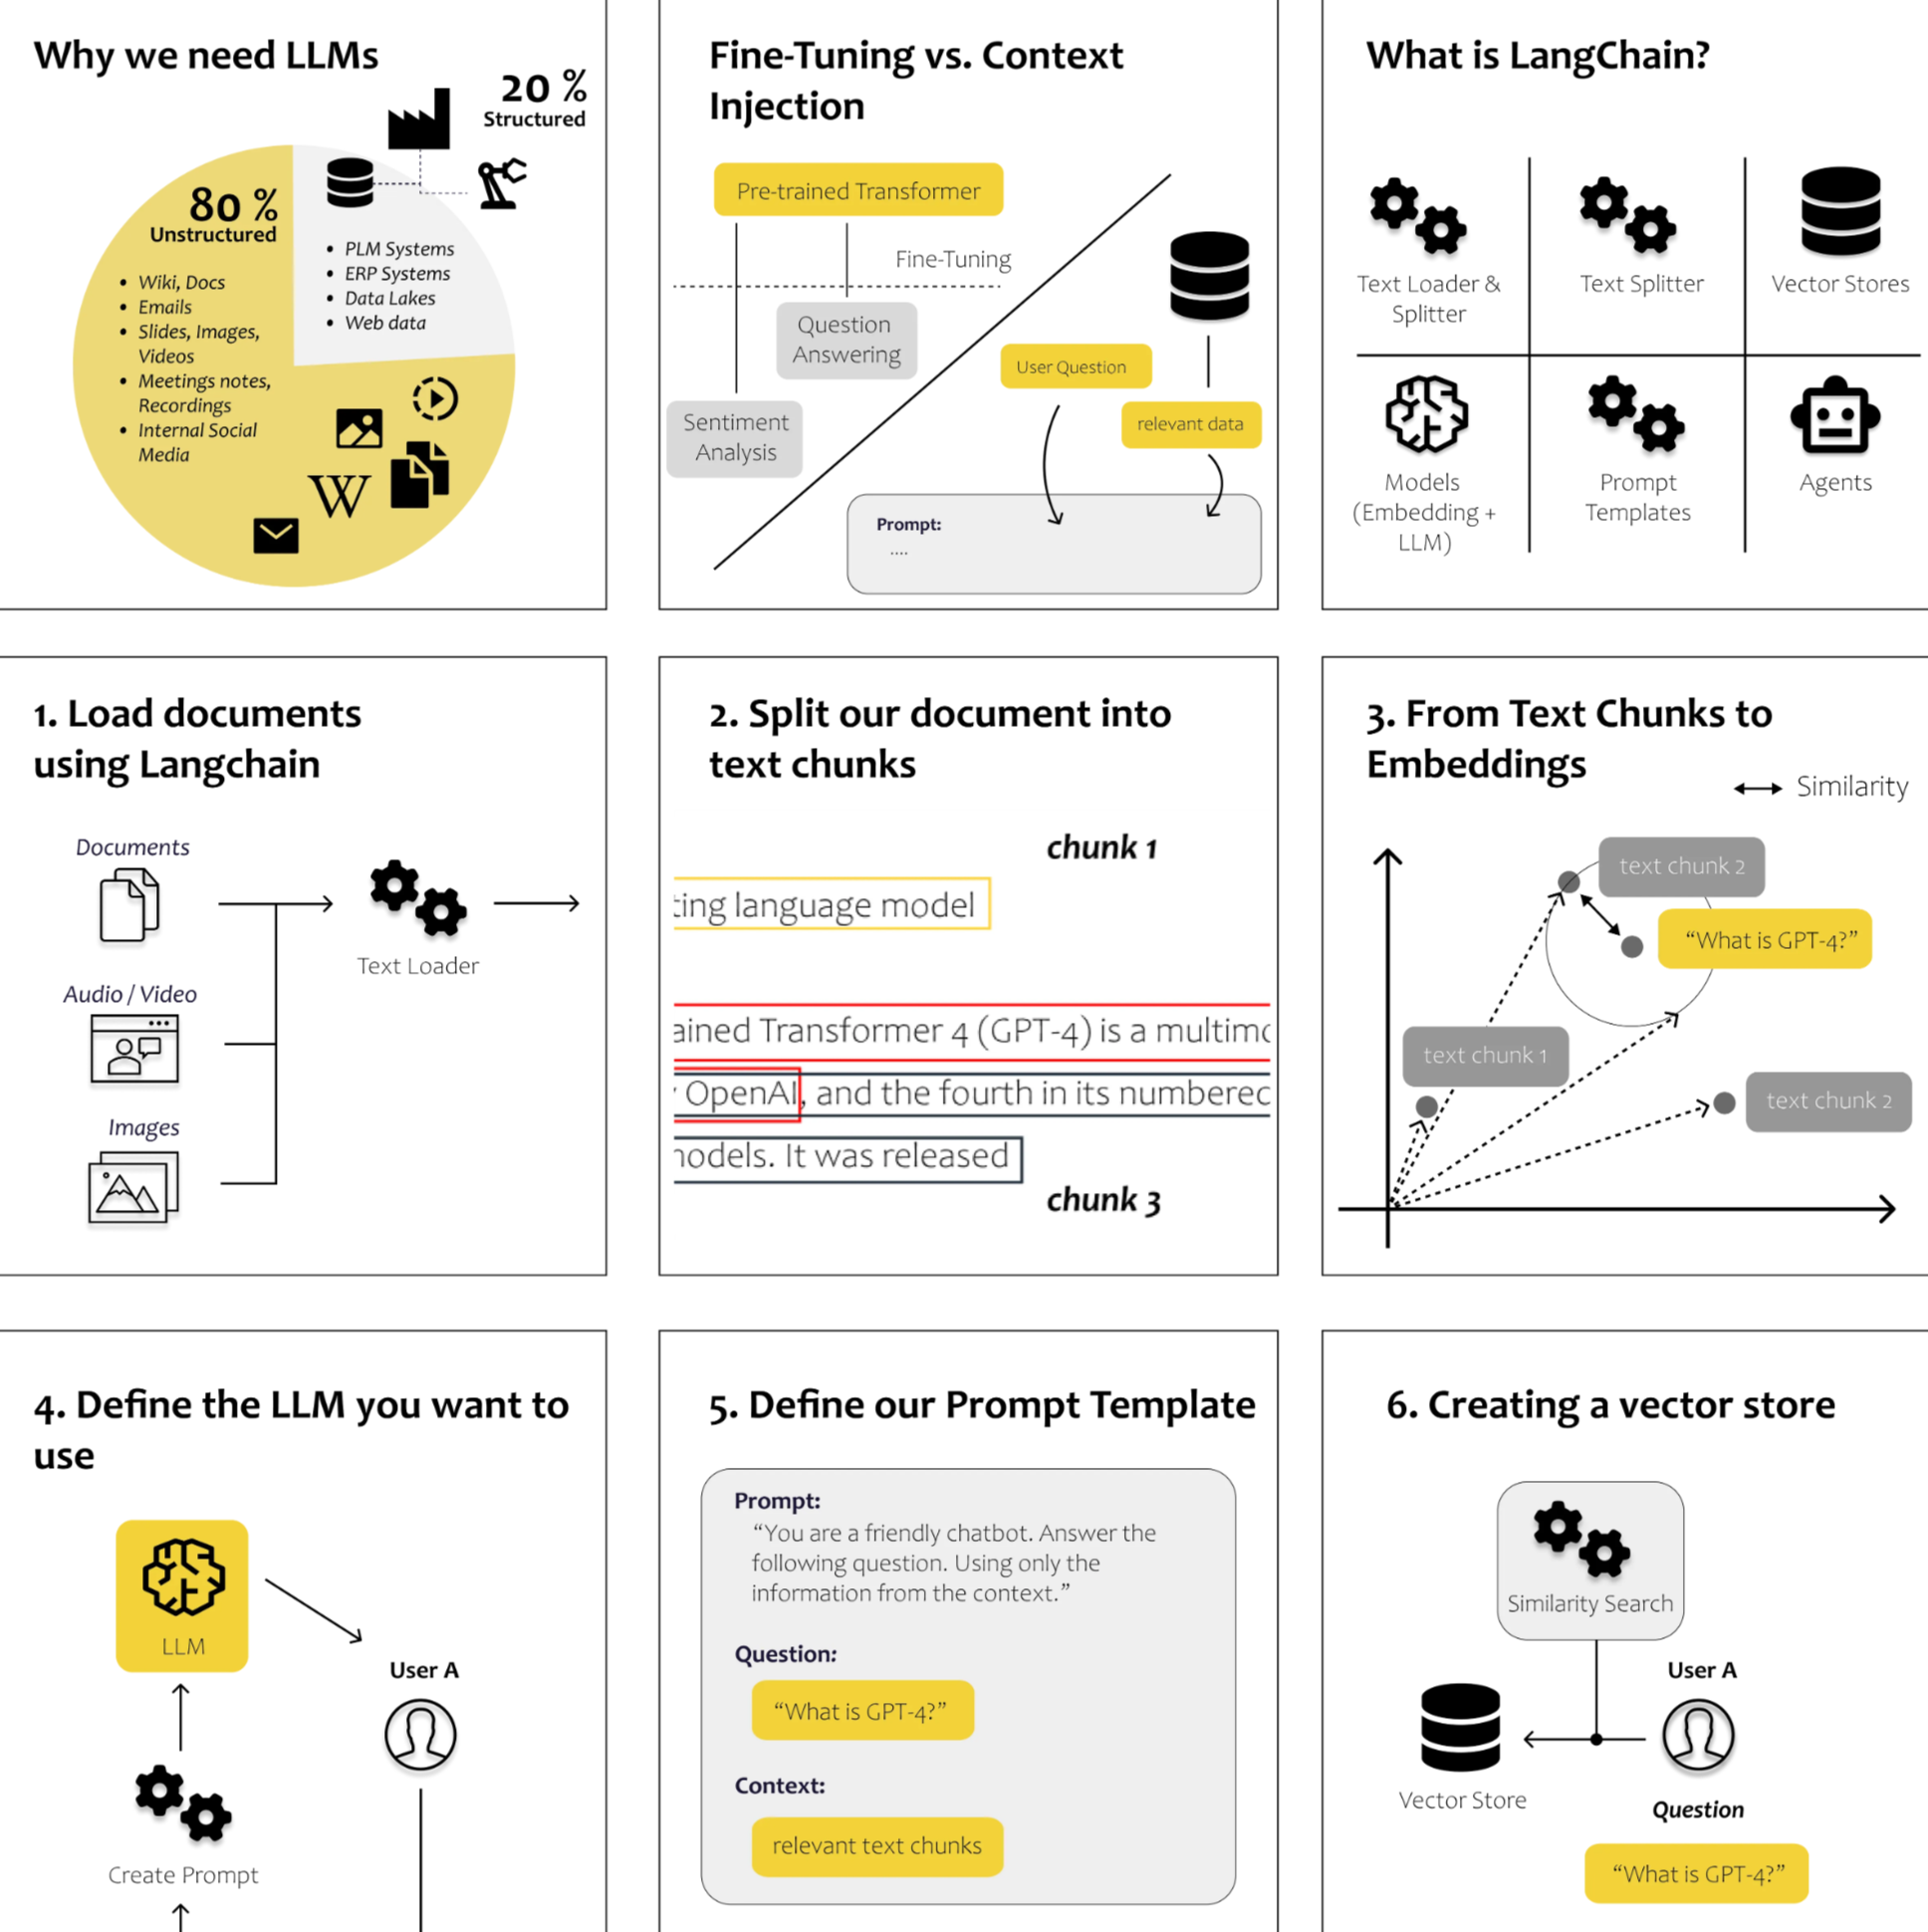 Why we need LLMs
20 %
Structured
80 %
Unstructured
• Wiki, Docs
• Emails
• Slides, Images,
Videos
• Meetings notes,
Recordings
• Internal Social
Media
• PLM Systems
• ERP Systems
• Data Lakes
• Web data
W
Fine-Tuning vs. Context
Injection
Pre-trained Transformer
Fine-Tuning
Question
Answering
Sentiment
Analysis
User Question
relevant data
Prompt:
....
What is LangChain?
Text Loader &
Splitter
Text Splitter
Vector Stores
Models
(Embedding +
LLM)
Prompt
Templates
Agents
1. Load documents
using Langchain
Documents
Audio / Video
Images
Text Loader
2. Split our document into
text chunks
chunk 1
ting language model
ained Transformer 4 (GPT-4) is a multimo
OpenAI, and the fourth in its numbered
models. It was released
chunk 3
3. From Text Chunks to
Embeddings
Similarity
text chunk 2
“What is GPT-4?”
text chunk 1
text chunk 2
4. Define the LLM you want to
use
LLM
User A
Create Prompt
5. Define our Prompt Template
Prompt:
“You are a friendly chatbot. Answer the
following question. Using only the
information from the context.”
Question:
“What is GPT-4?”
Context:
relevant text chunks
6. Creating a vector store
Similarity Search
User A
Vector Store
Question
“What is GPT-4?”